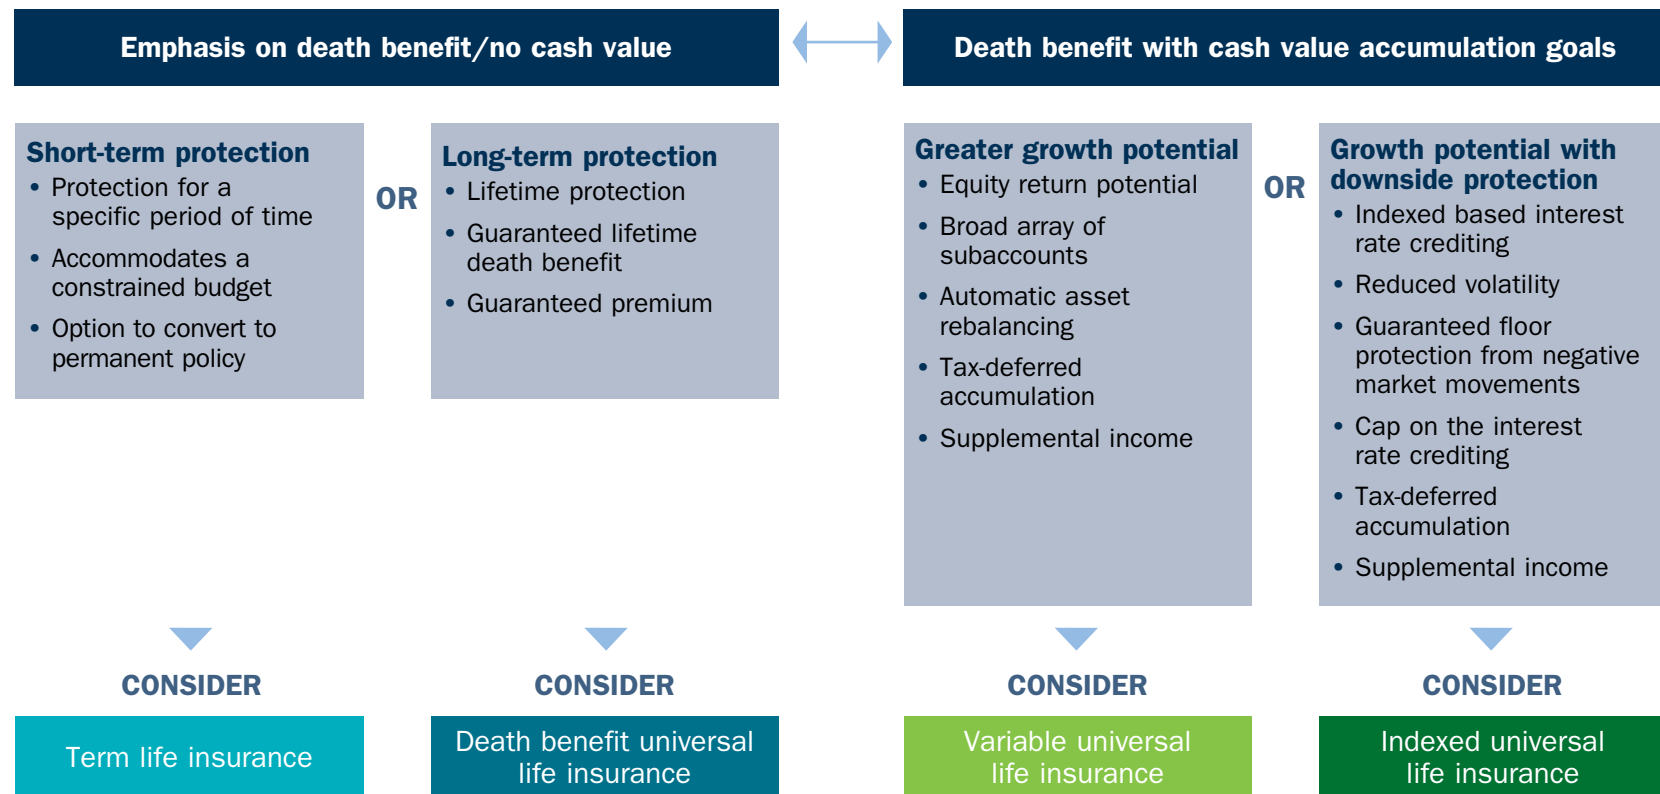 Emphasis on death benefit/no cash value
Death benefit with cash value accumulation goals
Short-term protection
• Protection for a
specific period of time
• Accommodates a
constrained budget
• Option to convert to
permanent policy
OR
Long-term protection
• Lifetime protection
• Guaranteed lifetime
death benefit
• Guaranteed premium
Greater growth potential
• Equity return potential
• Broad array of
subaccounts
• Automatic asset
rebalancing
• Tax-deferred
accumulation
• Supplemental income
OR
Growth potential with
downside protection
• Indexed based interest
rate crediting
• Reduced volatility
• Guaranteed floor
protection from negative
market movements
• Cap on the interest
rate crediting
• Tax-deferred
accumulation
• Supplemental income
CONSIDER
CONSIDER
CONSIDER
CONSIDER
Term life insurance
Death benefit universal
life insurance
Variable universal
life insurance
Indexed universal
life insurance